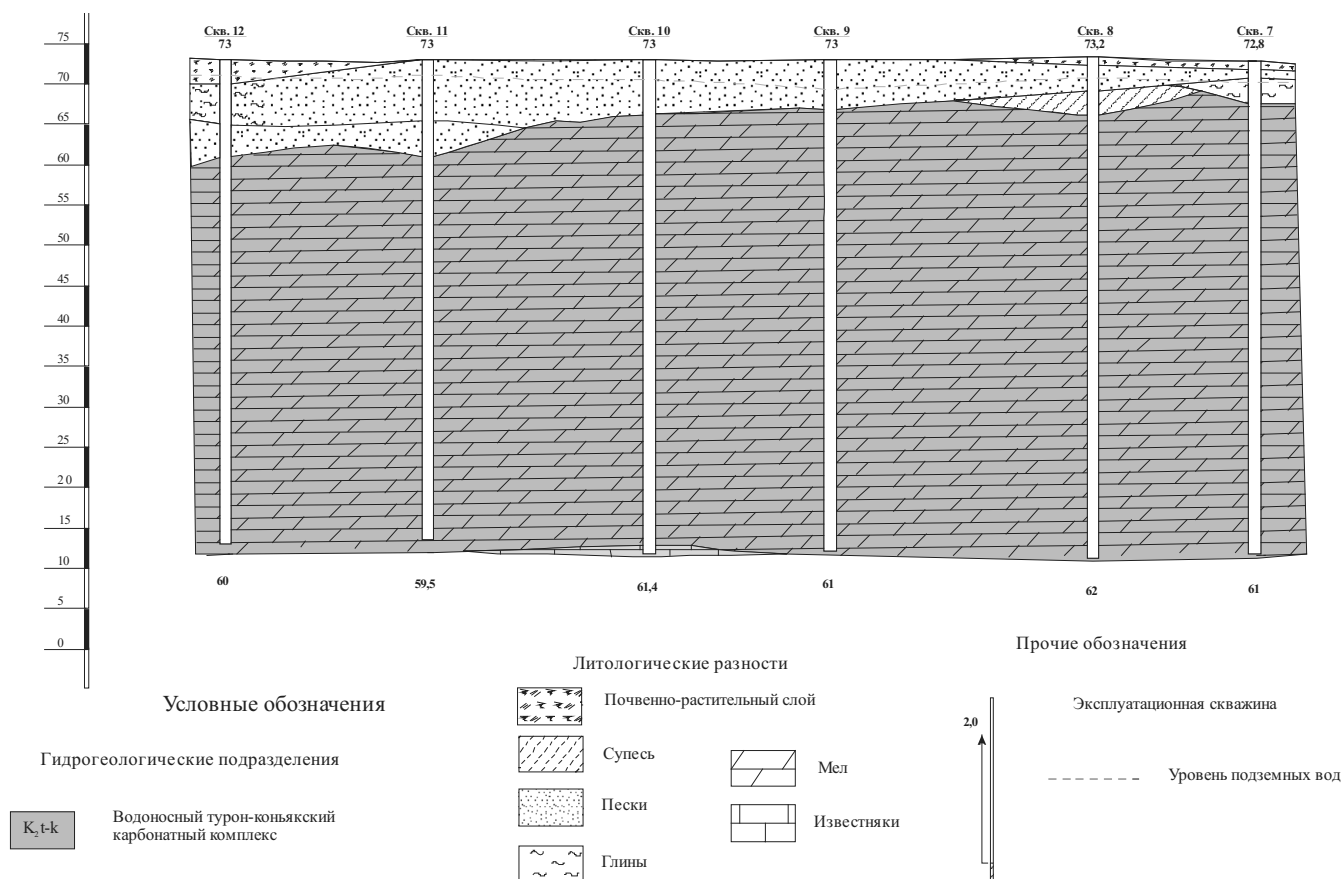 Скв. 12
73
Скв. 11
73
Скв. 10
73
Скв. 9
73
Скв. 8
73,2
Скв. 7
72,8
75
70
65
60
55
50
45
40
35
30
25
20
15
10
5
0
60
59,5
61,4
61
62
61
Условные обозначения
Гидрогеологические подразделения
K₂t-k
Водоносный турон-коньякский
карбонатный комплекс
Литологические разности
Почвенно-растительный слой
Супесь
Пески
Глины
Мел
Известняки
Прочие обозначения
2,0
Эксплуатационная скважина
Уровень подземных вод